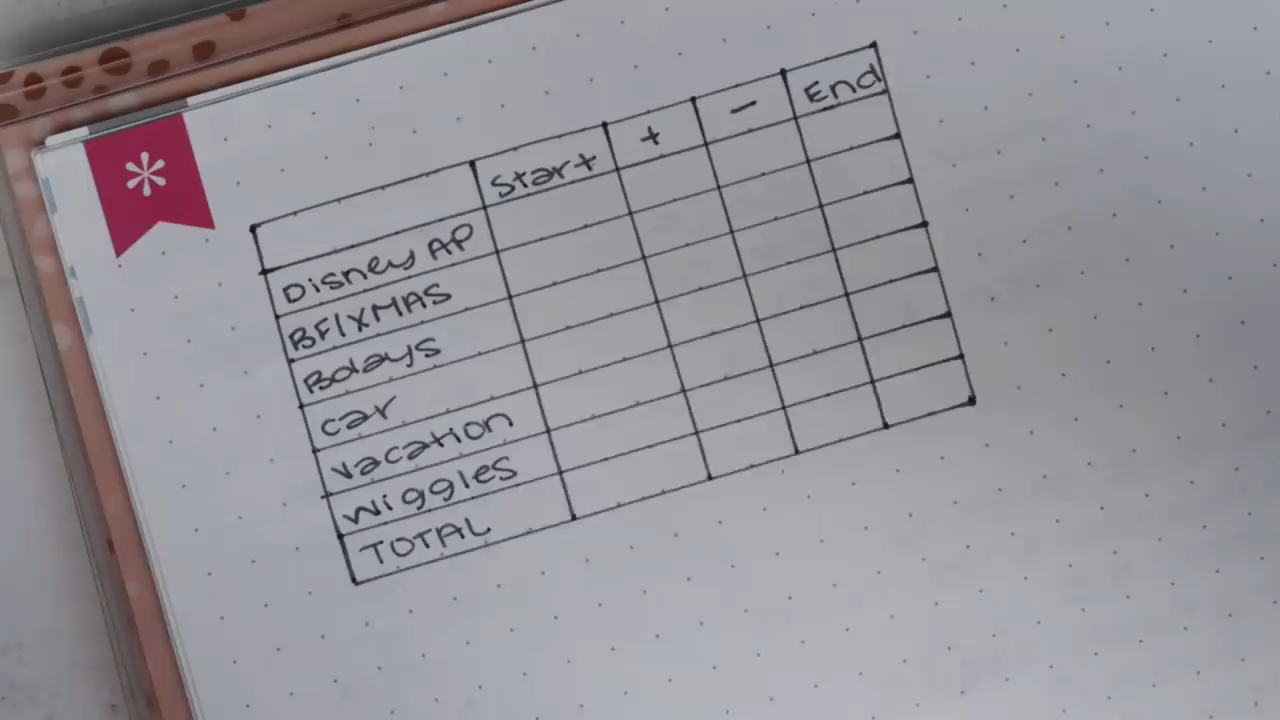 Start + - End
Disney AP
BF/XMAS
Bdays
car
vacation
wiggles
TOTAL